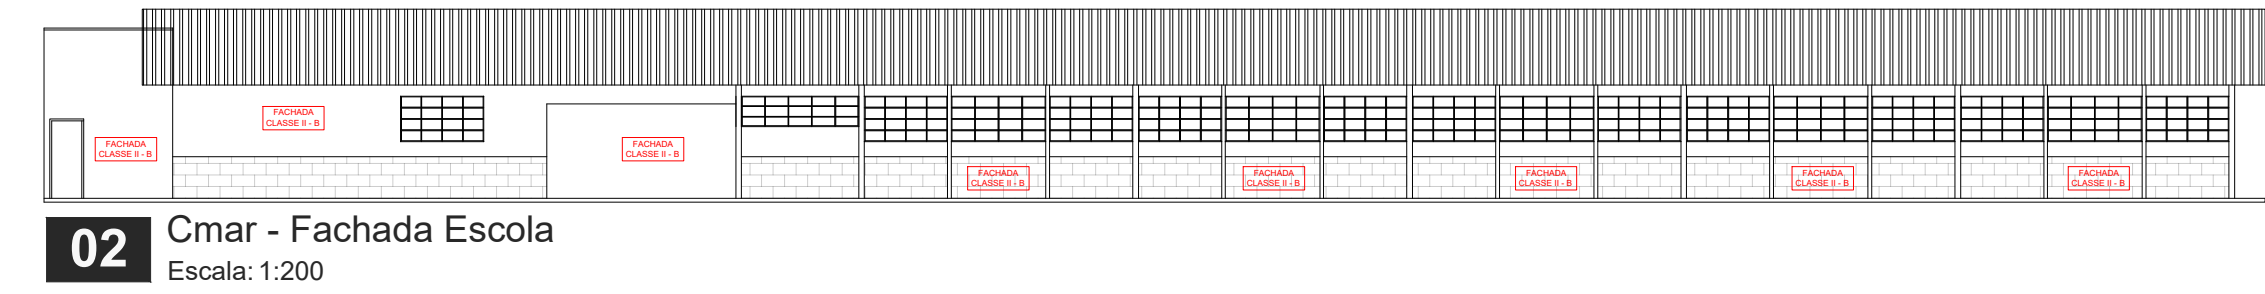 FACHADA
CLASSE II - B
FACHADA
CLASSE II - B
FACHADA
CLASSE II - B
FACHADA
CLASSE II - B
FACHADA
CLASSE II - B
FACHADA
CLASSE II - B
FACHADA
CLASSE II - B
FACHADA
CLASSE II - B
02
Cmar - Fachada Escola
Escala: 1:200